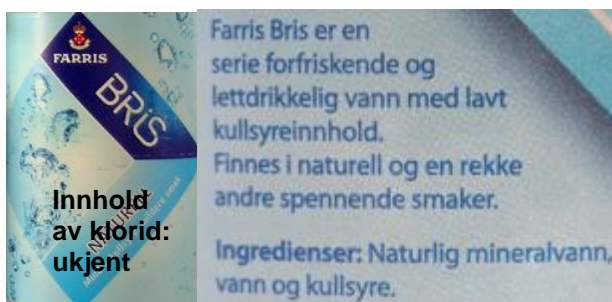 FARRIS
BRIS
NATURELL
Innhold
av klorid:
ukjent
Farris Bris er en
serie forfriskende og
lettdrikkelig vann med lavt
kullsyreinnhold.
Finnes i naturell og en rekke
andre spennende smaker.
Ingredienser: Naturlig mineralvann,
vann og kullsyre.